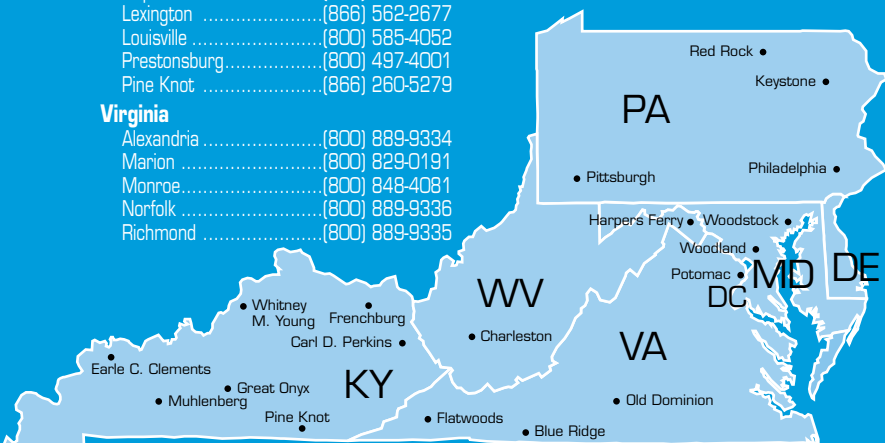 Lexington ..................(866) 562-2677
Louisville ..................(800) 585-4052
Prestonsburg..................(800) 497-4001
Pine Knot ..................(866) 260-5279
Virginia
Alexandria ......................(800) 889-9334
Marion ..........................(800) 829-0191
Monroe..........................(800) 848-4081
Norfolk ..........................(800) 889-9336
Richmond ......................(800) 889-9335
Red Rock
Keystone
PA
Philadelphia
Pittsburgh
Harpers Ferry
Woodstock
Woodland
Potomac
MD
DE
DC
WV
Whitney
M. Young
Frenchburg
Charleston
Carl D. Perkins
VA
Earle C. Clements
Great Onyx
KY
Muhlenberg
Old Dominion
Pine Knot
Flatwoods
Blue Ridge